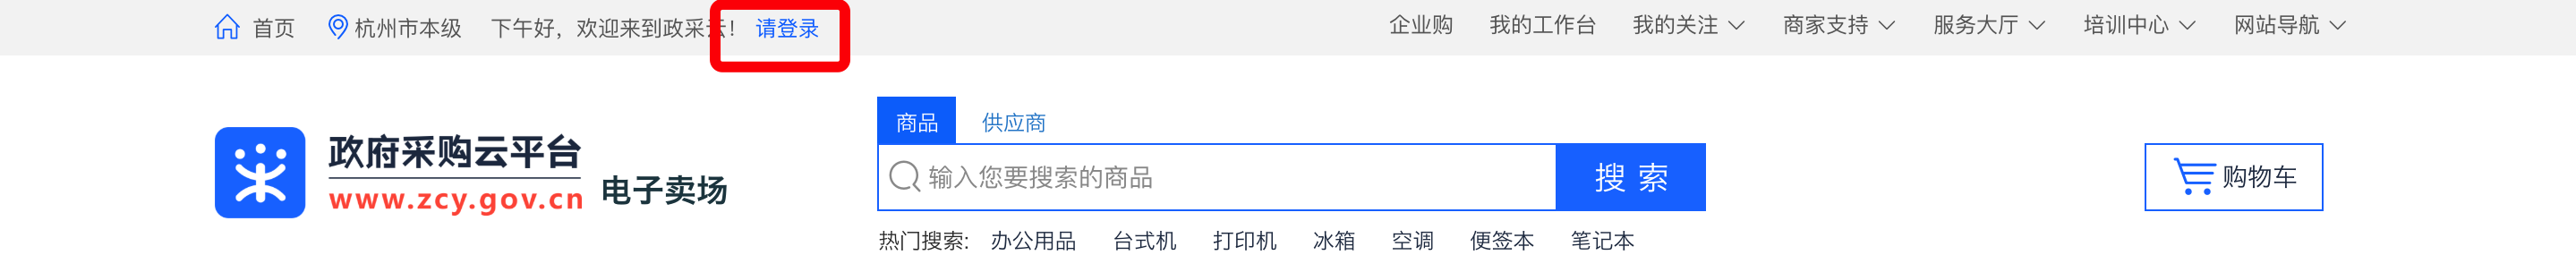 首页 杭州市本级 下午好，欢迎来到政采云！ 请登录 企业购 我的工作台 我的关注 商家支持 服务大厅 培训中心 网站导航
商品 供应商
政府采购云平台
www.zcy.gov.cn
电子卖场
输入您要搜索的商品 搜索 购物车
热门搜索: 办公用品 台式机 打印机 冰箱 空调 便签本 笔记本